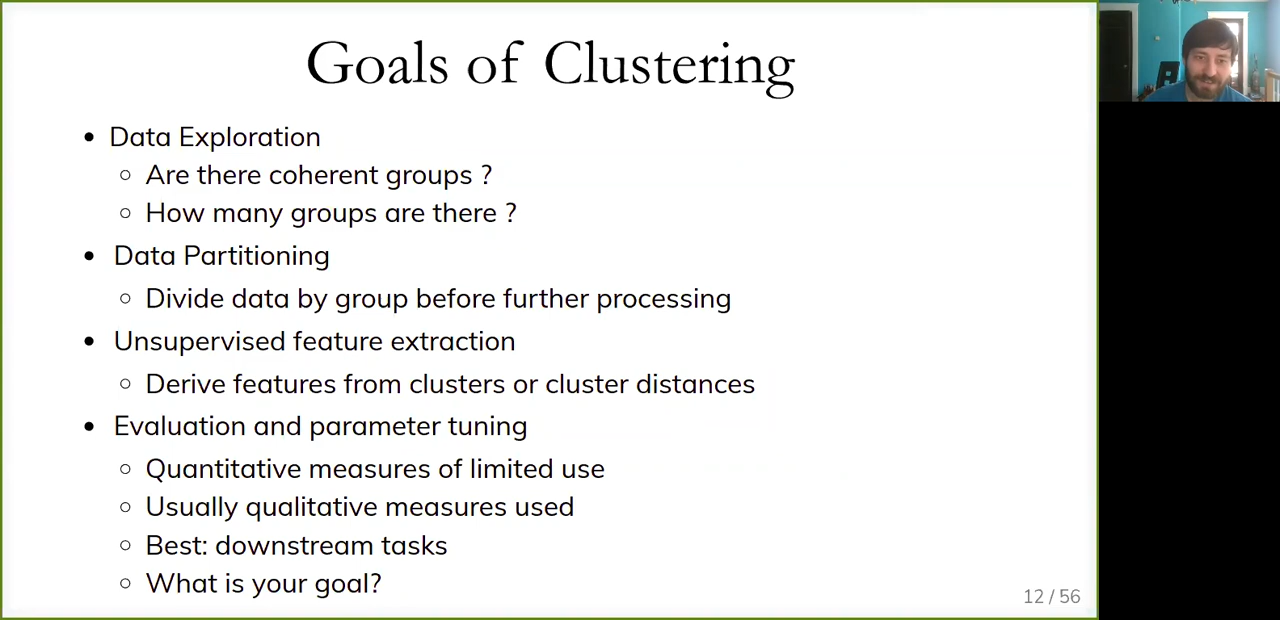 Goals of Clustering
• Data Exploration
○ Are there coherent groups ?
○ How many groups are there ?
• Data Partitioning
○ Divide data by group before further processing
• Unsupervised feature extraction
○ Derive features from clusters or cluster distances
• Evaluation and parameter tuning
○ Quantitative measures of limited use
○ Usually qualitative measures used
○ Best: downstream tasks
○ What is your goal?
12 / 56